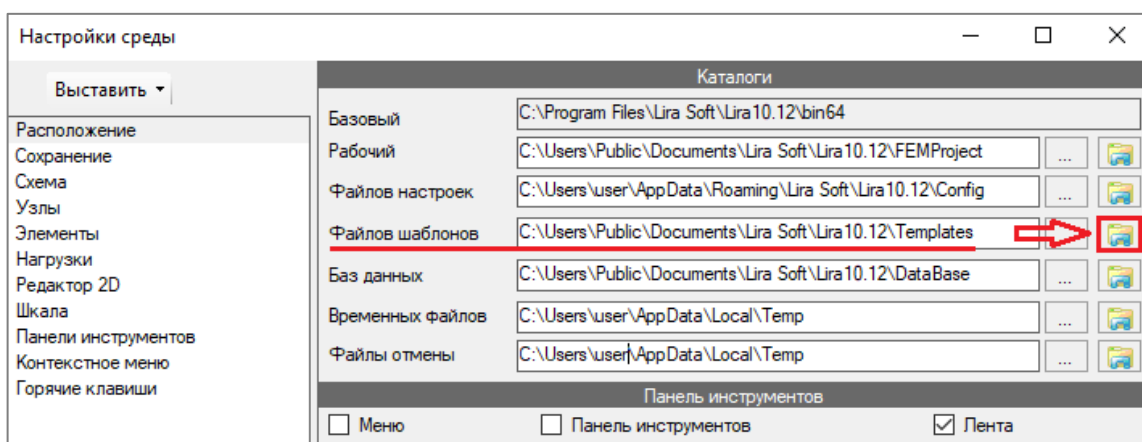 Настройки среды
Выставить
Расположение
Сохранение
Схема
Узлы
Элементы
Нагрузки
Редактор 2D
Шкала
Панели инструментов
Контекстное меню
Горячие клавиши
Каталоги
Базовый C:\Program Files\Lira Soft\Lira10.12\bin64
Рабочий C:\Users\Public\Documents\Lira Soft\Lira10.12\FEMProject ...
Файлов настроек C:\Users\user\AppData\Roaming\Lira Soft\Lira10.12\Config ...
Файлов шаблонов C:\Users\Public\Documents\Lira Soft\Lira10.12\Templates
Баз данных C:\Users\Public\Documents\Lira Soft\Lira10.12\DataBase ...
Временных файлов C:\Users\user\AppData\Local\Temp ...
Файлы отмены C:\Users\user\AppData\Local\Temp ...
Панель инструментов
Меню Панель инструментов Лента